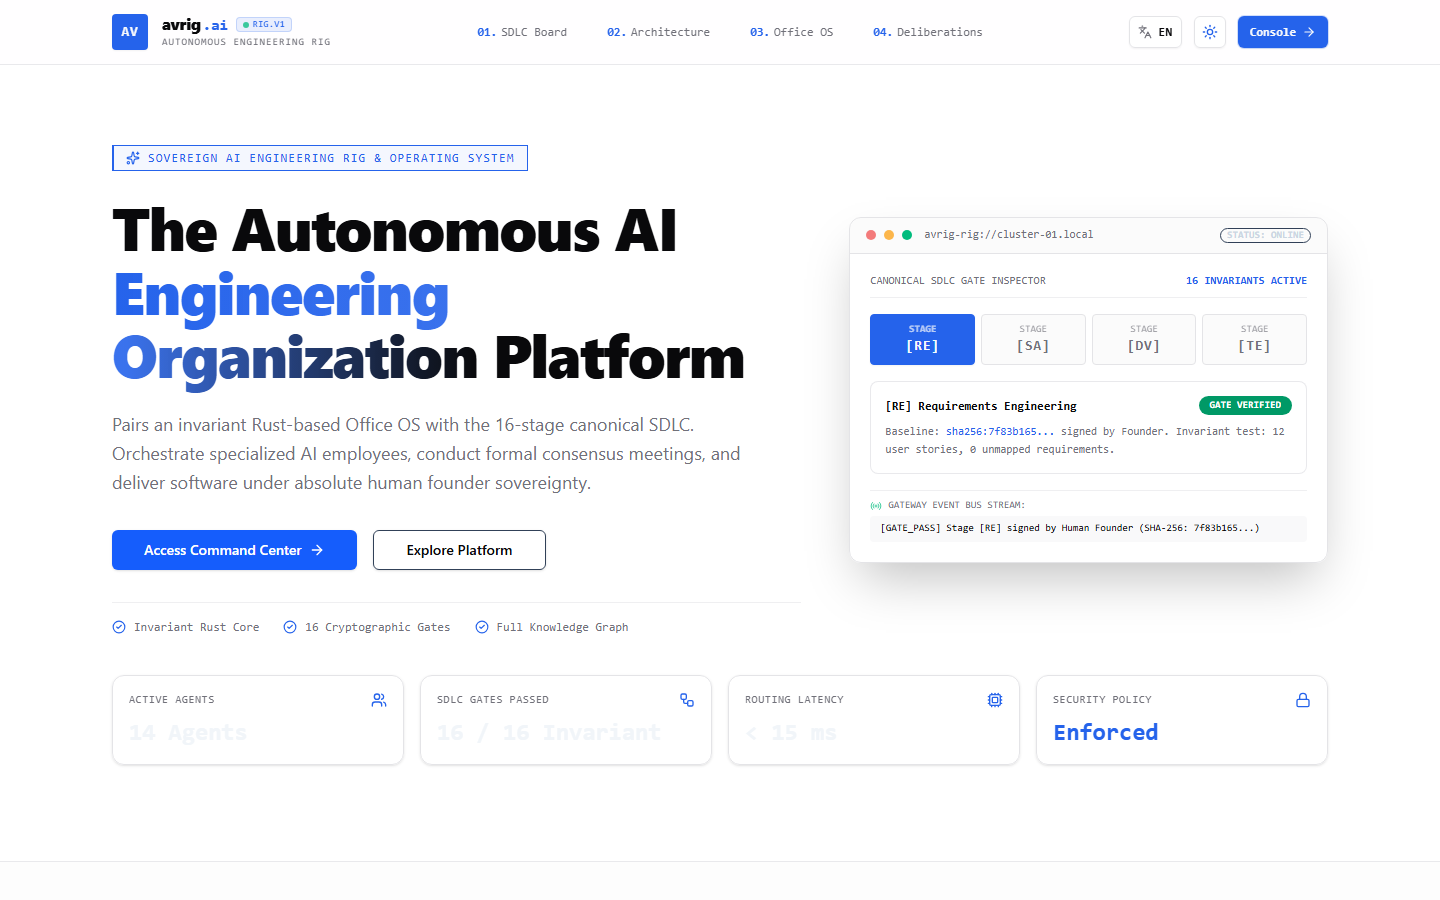 AV
avrig.ai
RIG.V1
AUTONOMOUS ENGINEERING RIG
01. SDLC Board
02. Architecture
03. Office OS
04. Deliberations
EN
Console →
SOVEREIGN AI ENGINEERING RIG & OPERATING SYSTEM
The Autonomous AI
Engineering
Organization Platform
Pairs an invariant Rust-based Office OS with the 16-stage canonical SDLC.
Orchestrate specialized AI employees, conduct formal consensus meetings, and
deliver software under absolute human founder sovereignty.
Access Command Center →
Explore Platform
Invariant Rust Core
16 Cryptographic Gates
Full Knowledge Graph
avrig-rig://cluster-01.local
STATUS: ONLINE
CANONICAL SDLC GATE INSPECTOR
16 INVARIANTS ACTIVE
STAGE
[RE]
STAGE
[SA]
STAGE
[DV]
STAGE
[TE]
[RE] Requirements Engineering
GATE VERIFIED
Baseline: sha256:7f83b165... signed by Founder. Invariant test: 12
user stories, 0 unmapped requirements.
GATEWAY EVENT BUS STREAM:
[GATE_PASS] Stage [RE] signed by Human Founder (SHA-256: 7f83b165...)
ACTIVE AGENTS
14 Agents
SDLC GATES PASSED
16 / 16 Invariant
ROUTING LATENCY
< 15 ms
SECURITY POLICY
Enforced